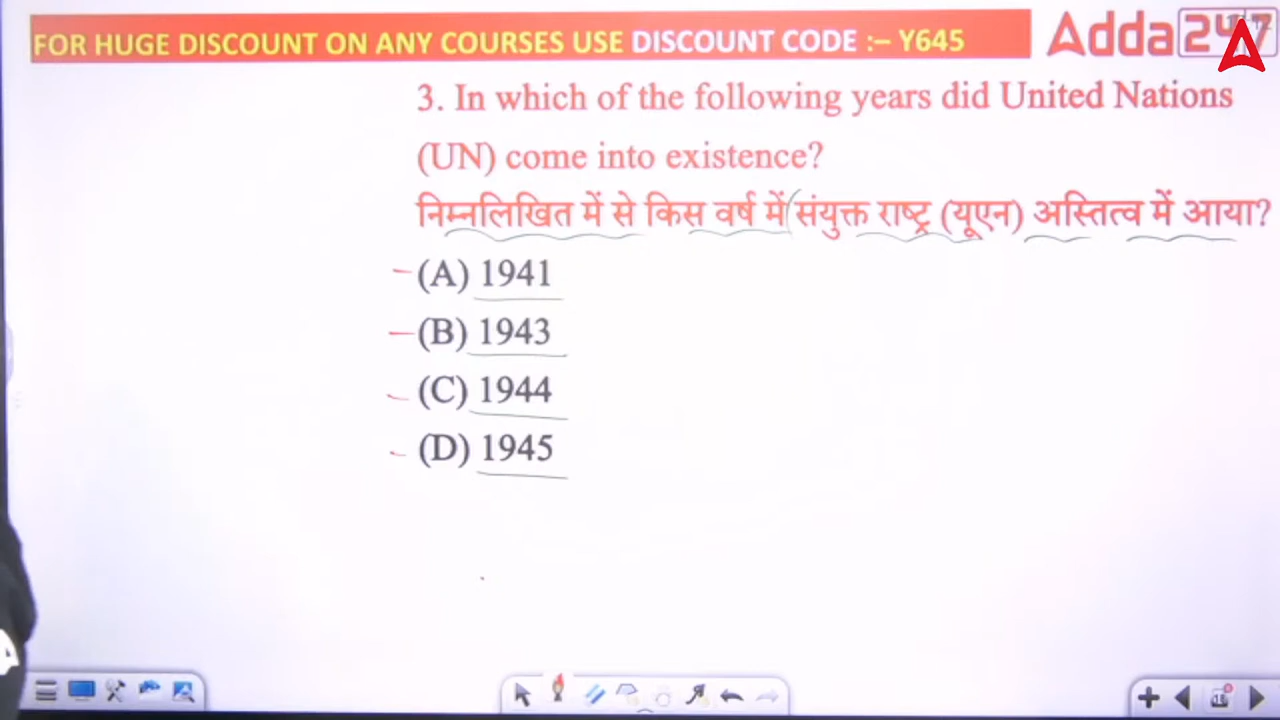 FOR HUGE DISCOUNT ON ANY COURSES USE DISCOUNT CODE :– Y645
Adda247
3. In which of the following years did United Nations
(UN) come into existence?
निम्नलिखित में से किस वर्ष में संयुक्त राष्ट्र (यूएन) अस्तित्व में आया?
(A) 1941
(B) 1943
(C) 1944
(D) 1945